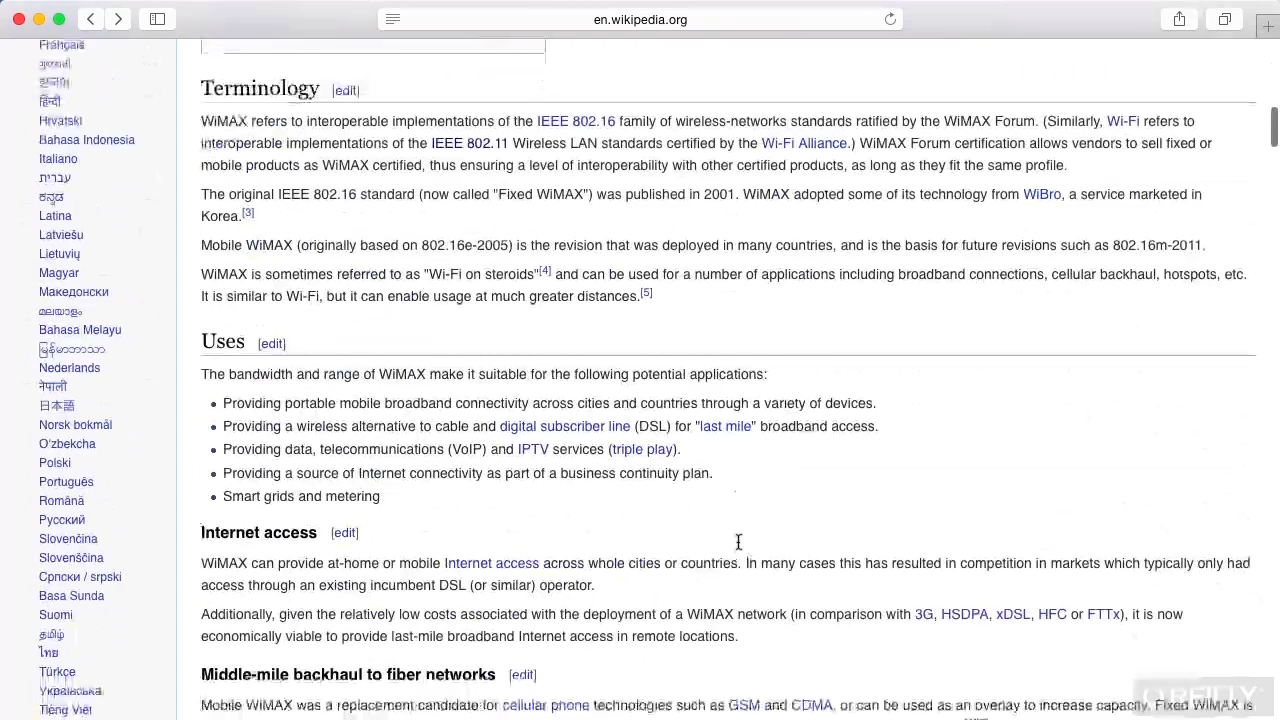 en.wikipedia.org
Français
हिन्दी
Hrvatski
Bahasa Indonesia
Italiano
עברית
ಕನ್ನಡ
Latina
Latviešu
Lietuvių
Magyar
Македонски
മലയാളം
Bahasa Melayu
မြန်မာဘာသာ
Nederlands
नेपाली
日本語
Norsk bokmål
Oʻzbekcha
Polski
Português
Română
Русский
Slovenčina
Slovenščina
Српски / srpski
Basa Sunda
Suomi
தமிழ்
ไทย
Türkçe
Українська
Tiếng Việt
Terminology [edit]
WiMAX refers to interoperable implementations of the IEEE 802.16 family of wireless-networks standards ratified by the WiMAX Forum. (Similarly, Wi-Fi refers to
interoperable implementations of the IEEE 802.11 Wireless LAN standards certified by the Wi-Fi Alliance.) WiMAX Forum certification allows vendors to sell fixed or
mobile products as WiMAX certified, thus ensuring a level of interoperability with other certified products, as long as they fit the same profile.
The original IEEE 802.16 standard (now called "Fixed WiMAX") was published in 2001. WiMAX adopted some of its technology from WiBro, a service marketed in
Korea.[3]
Mobile WiMAX (originally based on 802.16e-2005) is the revision that was deployed in many countries, and is the basis for future revisions such as 802.16m-2011.
WiMAX is sometimes referred to as "Wi-Fi on steroids"[4] and can be used for a number of applications including broadband connections, cellular backhaul, hotspots, etc.
It is similar to Wi-Fi, but it can enable usage at much greater distances.[5]
Uses [edit]
The bandwidth and range of WiMAX make it suitable for the following potential applications:
• Providing portable mobile broadband connectivity across cities and countries through a variety of devices.
• Providing a wireless alternative to cable and digital subscriber line (DSL) for "last mile" broadband access.
• Providing data, telecommunications (VoIP) and IPTV services (triple play).
• Providing a source of Internet connectivity as part of a business continuity plan.
• Smart grids and metering
Internet access [edit]
WiMAX can provide at-home or mobile Internet access across whole cities or countries. In many cases this has resulted in competition in markets which typically only had
access through an existing incumbent DSL (or similar) operator.
Additionally, given the relatively low costs associated with the deployment of a WiMAX network (in comparison with 3G, HSDPA, xDSL, HFC or FTTx), it is now
economically viable to provide last-mile broadband Internet access in remote locations.
Middle-mile backhaul to fiber networks [edit]
Mobile WiMAX was a replacement candidate for cellular phone technologies such as GSM and CDMA, or can be used as an overlay to increase capacity. Fixed WiMAX is
O'REILLY